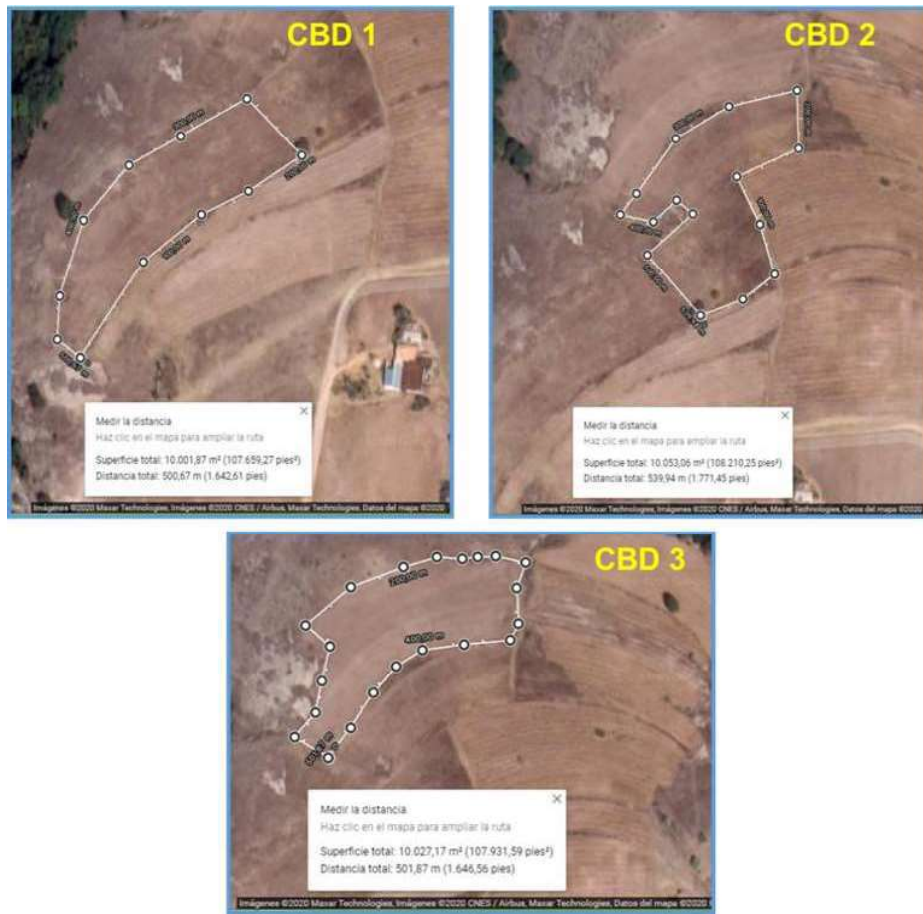 CBD 1
Medir la distancia
Haz clic en el mapa para ampliar la ruta
Superficie total: 10.001,87 m² (107.659,27 pies²)
Distancia total: 500,67 m (1.642,61 pies)
Imágenes ©2020 Maxar Technologies, Imágenes ©2020 CNES / Airbus, Maxar Technologies, Datos del mapa ©2020
CBD 2
Medir la distancia
Haz clic en el mapa para ampliar la ruta
Superficie total: 10.053,06 m² (108.210,25 pies²)
Distancia total: 539,94 m (1.771,45 pies)
Imágenes ©2020 Maxar Technologies, Imágenes ©2020 CNES / Airbus, Maxar Technologies, Datos del mapa ©2020
CBD 3
200,00 m
400,00 m
501,87 m
Medir la distancia
Haz clic en el mapa para ampliar la ruta
Superficie total: 10.027,17 m² (107.931,59 pies²)
Distancia total: 501,87 m (1.646,56 pies)
Imágenes ©2020 Maxar Technologies, Imágenes ©2020 CNES / Airbus, Maxar Technologies, Datos del mapa ©2020